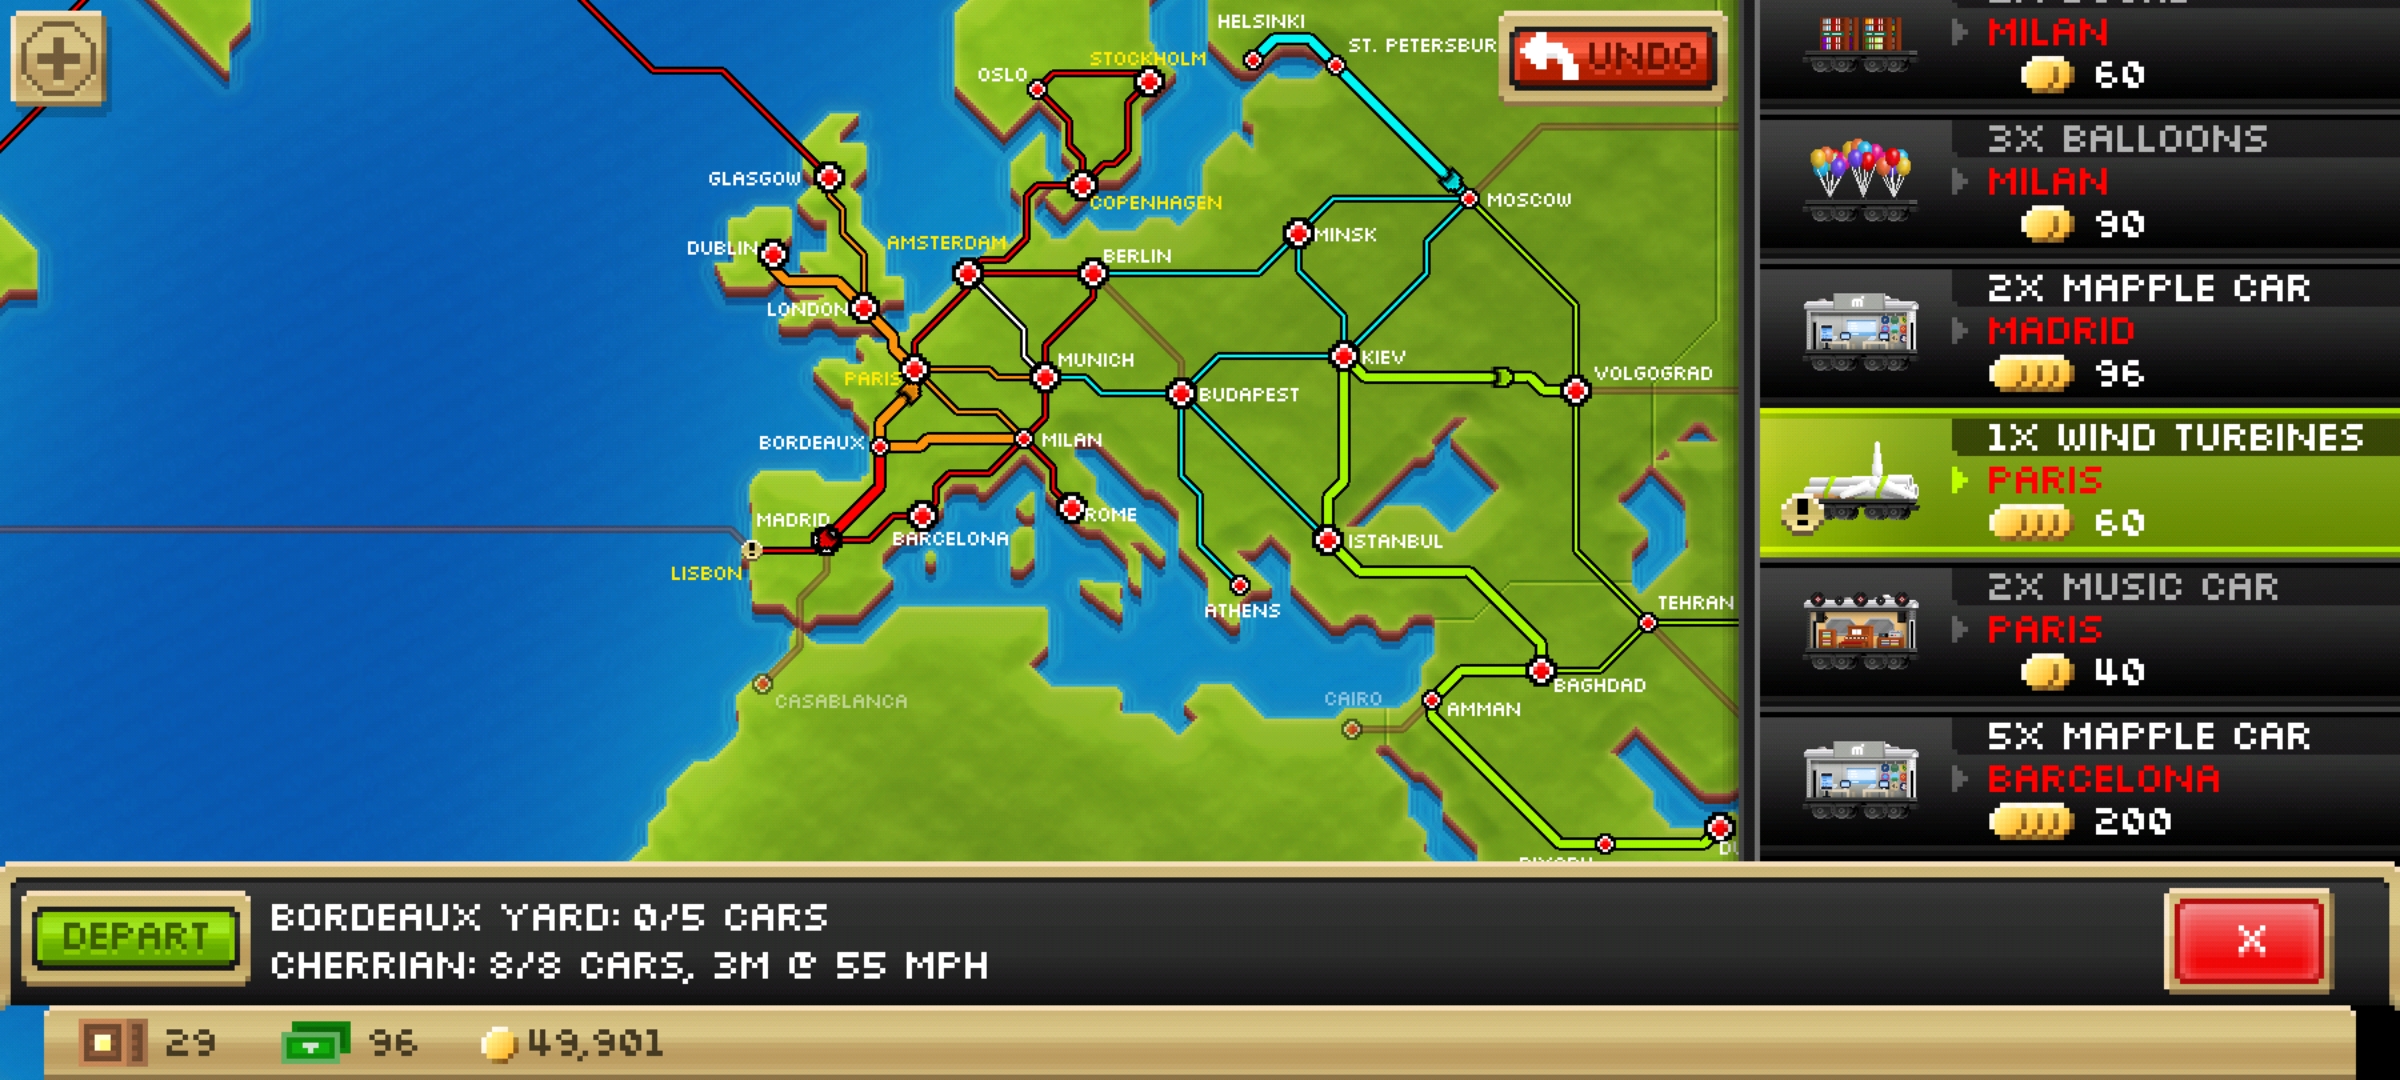 HELSINKI
ST. PETERSBUR
UNDO
OSLO
STOCKHOLM
GLASGOW
COPENHAGEN
MOSCOW
DUBLIN
AMSTERDAM
BERLIN
MINSK
LONDON
PARIS
MUNICH
KIEV
VOLGOGRAD
BUDAPEST
BORDEAUX
MILAN
MADRID
BARCELONA
ROME
ISTANBUL
LISBON
ATHENS
TEHRAN
CASABLANCA
CAIRO
BAGHDAD
AMMAN
MILAN
60
3X BALLOONS
MILAN
90
2X MAPPLE CAR
MADRID
96
1X WIND TURBINES
PARIS
60
2X MUSIC CAR
PARIS
40
5X MAPPLE CAR
BARCELONA
200
DEPART
BORDEAUX YARD: 0/5 CARS
CHERRIAN: 8/8 CARS, 3M @ 55 MPH
X
29
96
49,901